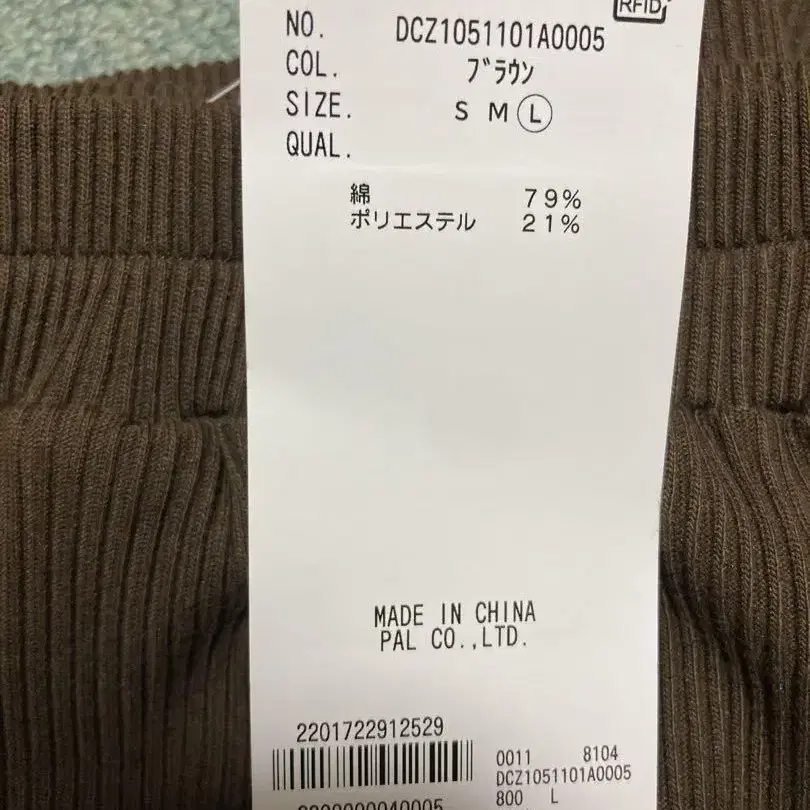 RFID
NO. DCZ1051101A0005
COL. ブラウン
SIZE. S M L
QUAL.
綿 79%
ポリエステル 21%
MADE IN CHINA
PAL CO.,LTD.
2201722912529
0011 8104
DCZ1051101A0005
800 L